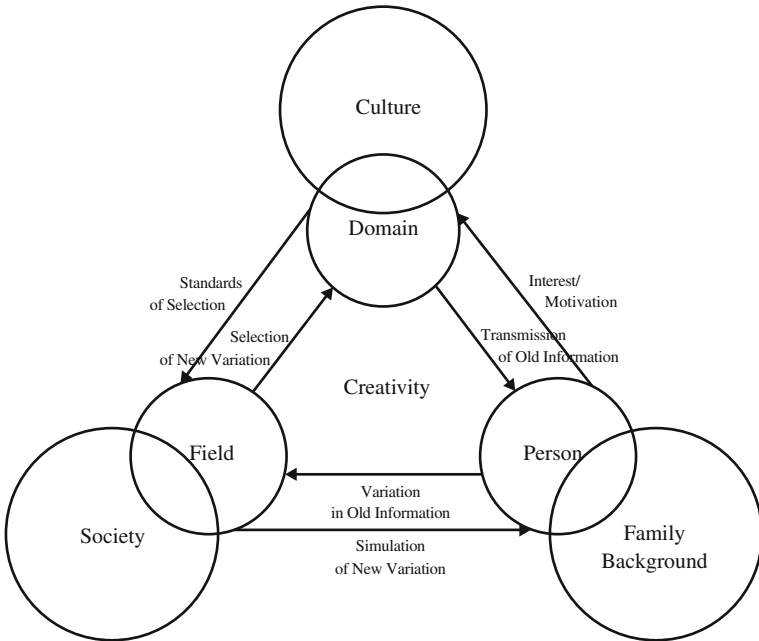 Culture
Domain
Standards
of Selection
Interest/
Motivation
Selection
of New Variation
Transmission
of Old Information
Creativity
Field
Person
Variation
in Old Information
Society
Family
Background
Simulation
of New Variation